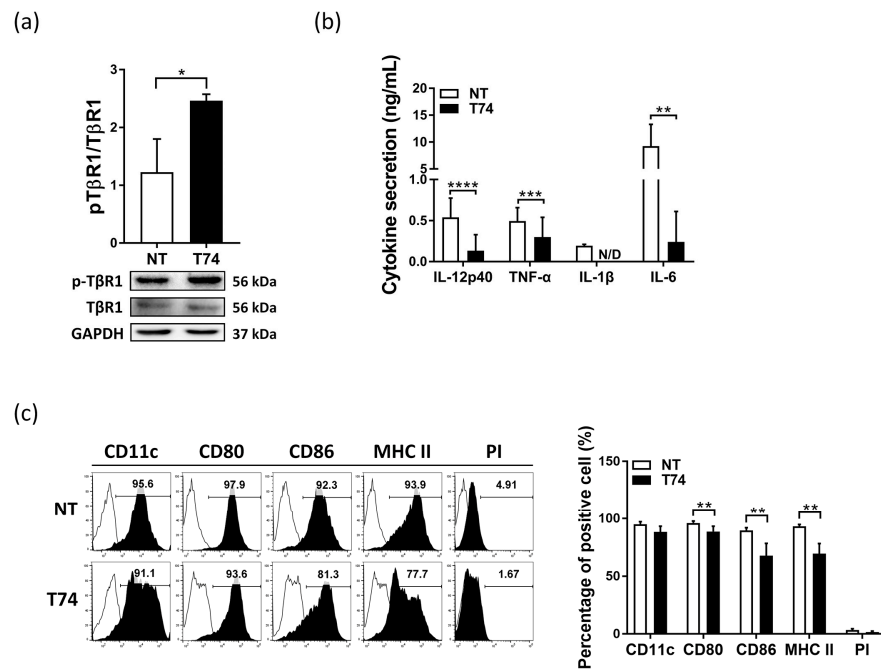 (a)
pTβR1/TβR1
3
2
1
0
*
NT T74
p-TβR1 56 kDa
TβR1 56 kDa
GAPDH 37 kDa
(b)
Cytokine secretion (ng/mL)
20
15
10
5
1.0
0.5
0.0
NT
T74
****
***
N/D
**
IL-12p40 TNF-α IL-1β IL-6
(c)
CD11c CD80 CD86 MHC II PI
NT
95.6 97.9 92.3 93.9 4.91
T74
91.1 93.6 81.3 77.7 1.67
Percentage of positive cell (%)
150
100
50
0
NT
T74
** ** **
CD11c CD80 CD86 MHC II PI